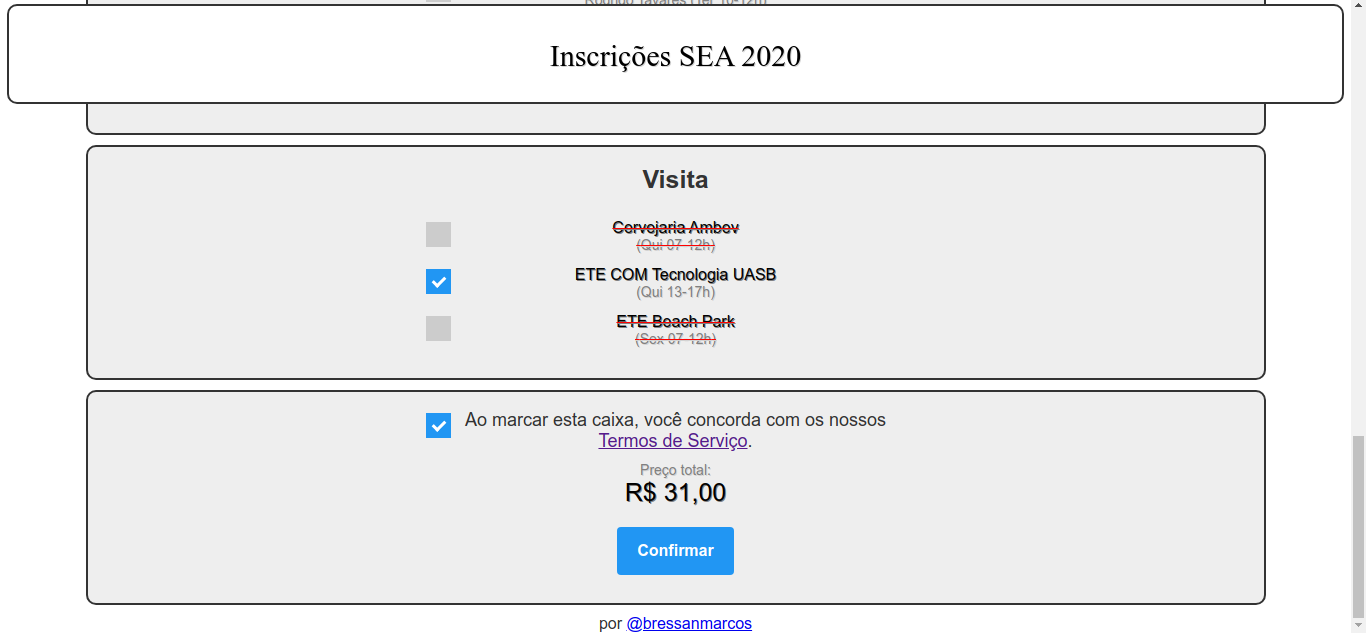 Rodrigo Tavares (Ter 10-12h)
Inscrições SEA 2020
Visita
Cervejaria Ambev
(Qui 07-12h)
ETE COM Tecnologia UASB
(Qui 13-17h)
ETE Beach Park
(Sex 07-12h)
Ao marcar esta caixa, você concorda com os nossos
Termos de Serviço.
Preço total:
R$ 31,00
Confirmar
por @bressanmarcos